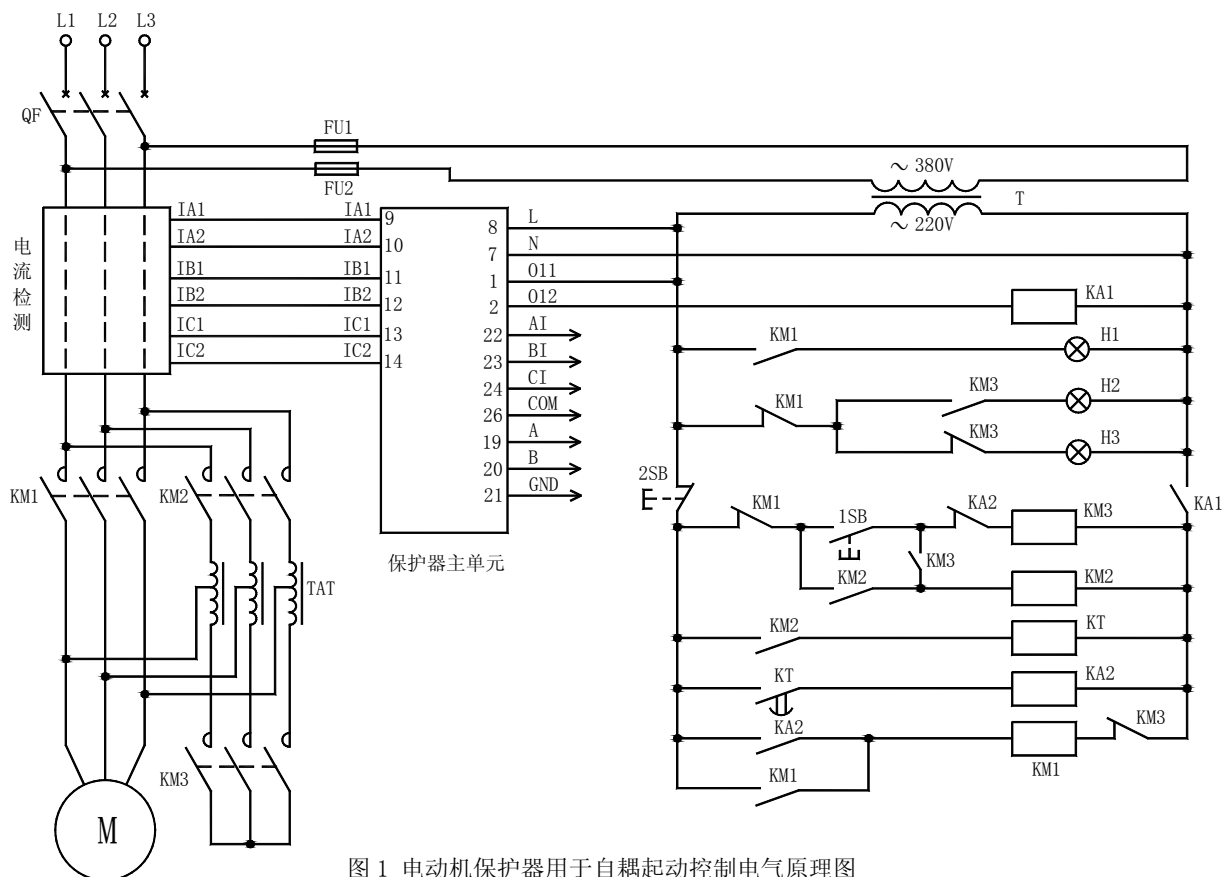 L1 L2 L3
QF
FU1
FU2
～ 380V
T
～ 220V
电流检测
IA1 IA1 9
IA2 IA2 10
IB1 IB1 11
IB2 IB2 12
IC1 IC1 13
IC2 IC2 14
8 L
7 N
1 O11
2 O12
22 AI
23 BI
24 CI
26 COM
19 A
20 B
21 GND
保护器主单元
KA1
KM1 H1
KM1 KM3 H2
KM3 H3
2SB KA1
KM1 1SB KA2 KM3
KM3
KM2 KM2
KM2 KT
KT KA2
KA2 KM3
KM1
KM1
KM1 KM2
TAT
KM3
M
图 1 电动机保护器用于自耦起动控制电气原理图